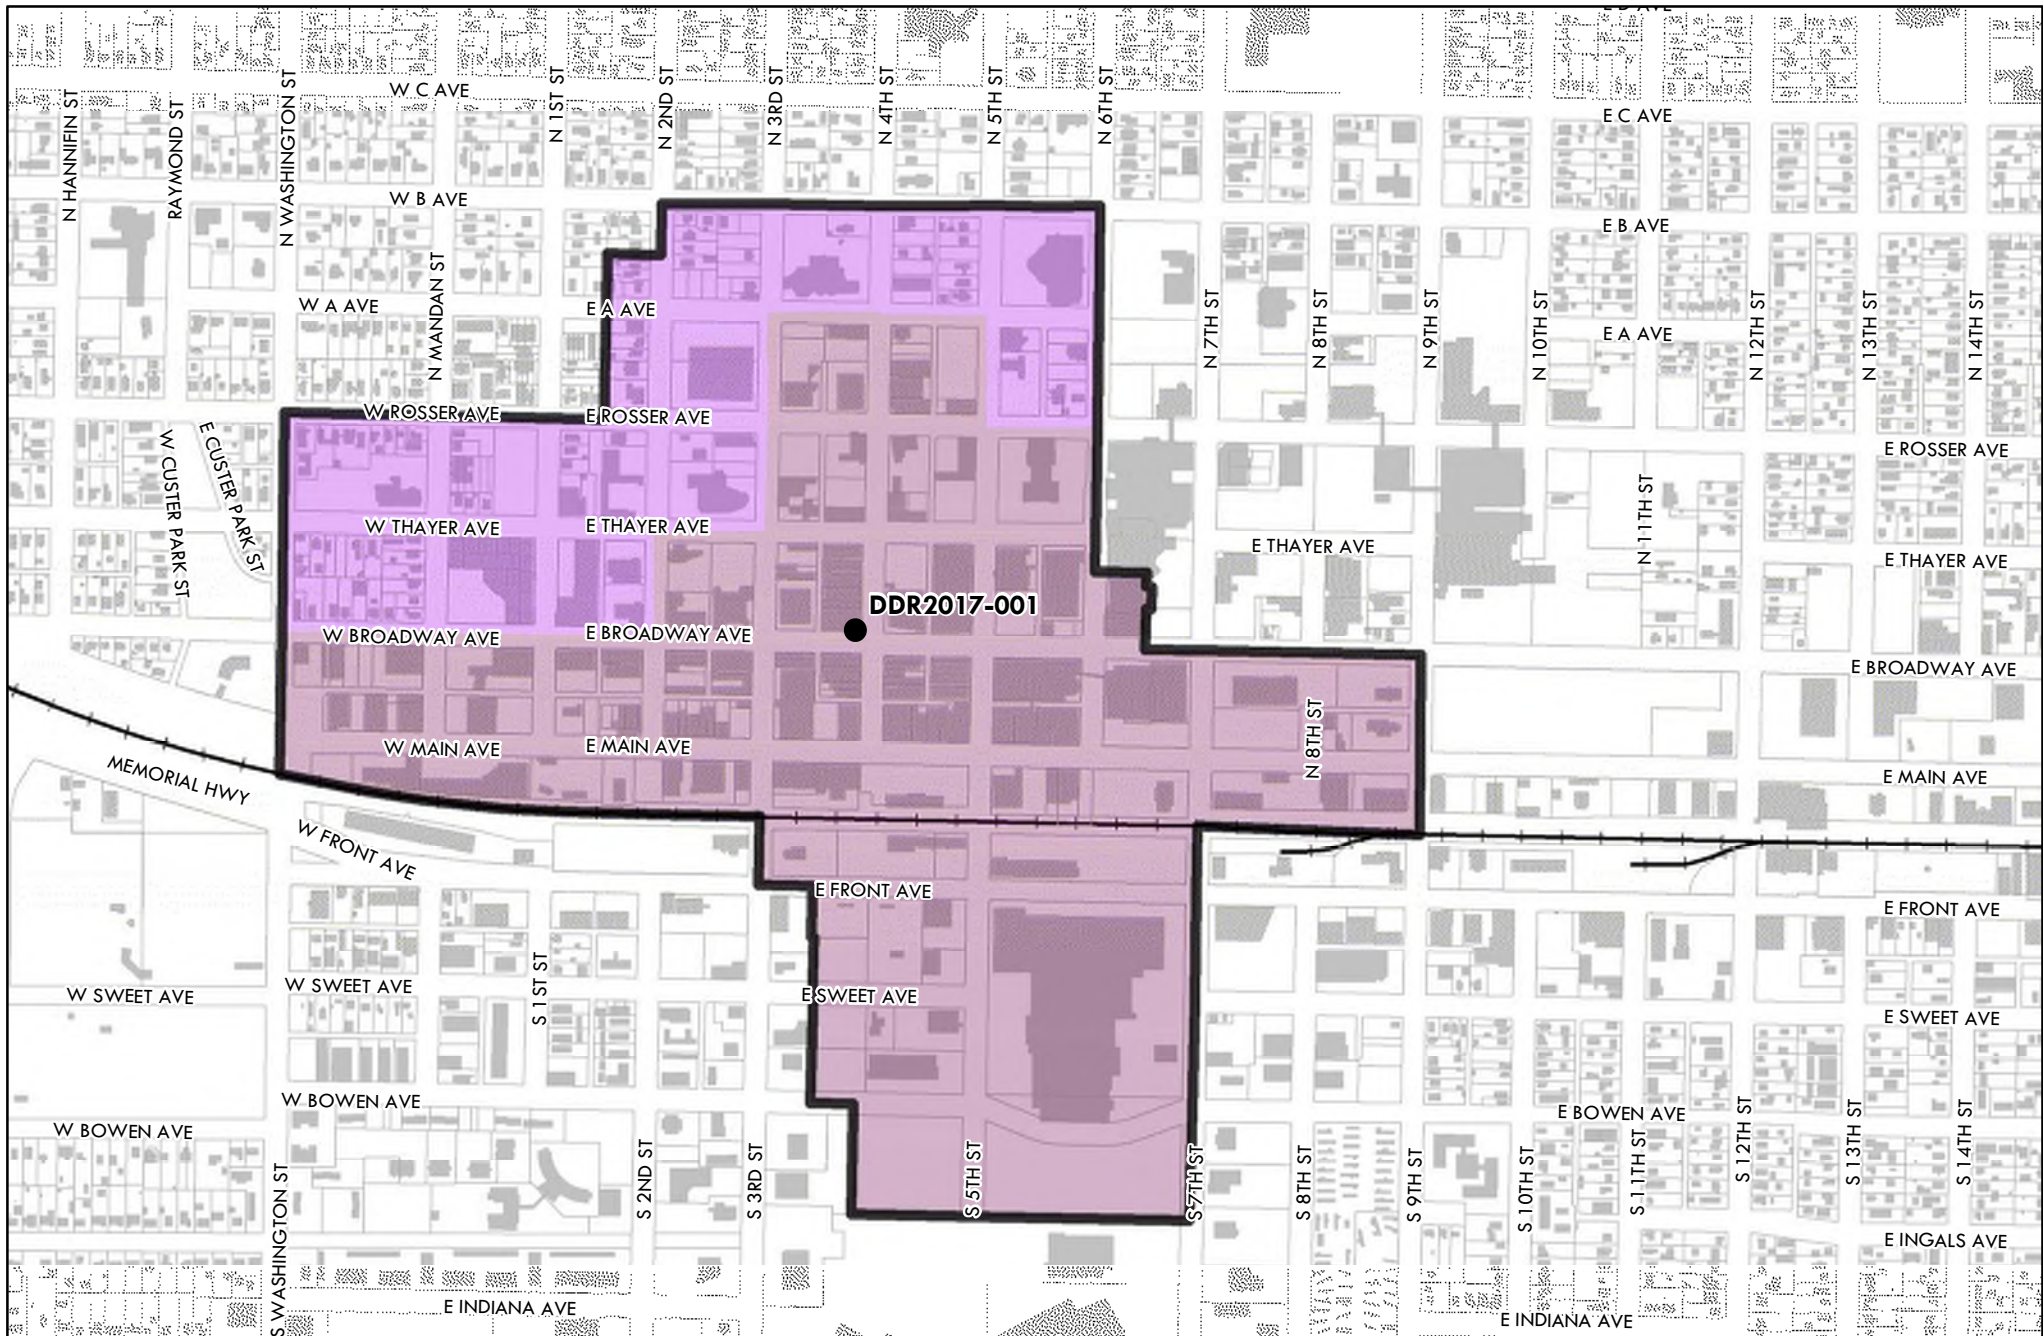 W C AVE
N HANNIFIN ST
RAYMOND ST
N WASHINGTON ST
N 1ST ST
N 2ND ST
N 3RD ST
N 4TH ST
N 5TH ST
N 6TH ST
E C AVE
W B AVE
E B AVE
W A AVE
N MANDAN ST
E A AVE
N 7TH ST
N 8TH ST
N 9TH ST
N 10TH ST
E A AVE
N 12TH ST
N 13TH ST
N 14TH ST
W ROSSER AVE
E ROSSER AVE
E ROSSER AVE
W CUSTER PARK ST
E CUSTER PARK ST
W THAYER AVE
E THAYER AVE
E THAYER AVE
N 11TH ST
E THAYER AVE
DDR2017-001
W BROADWAY AVE
E BROADWAY AVE
E BROADWAY AVE
W MAIN AVE
E MAIN AVE
N 8TH ST
E MAIN AVE
MEMORIAL HWY
W FRONT AVE
E FRONT AVE
E FRONT AVE
W SWEET AVE
W SWEET AVE
S 1ST ST
E SWEET AVE
E SWEET AVE
W BOWEN AVE
W BOWEN AVE
E BOWEN AVE
S WASHINGTON ST
S 2ND ST
S 3RD ST
S 5TH ST
S 7TH ST
S 8TH ST
S 9TH ST
S 10TH ST
S 11TH ST
S 12TH ST
S 13TH ST
S 14TH ST
E INGALS AVE
E INDIANA AVE
E INDIANA AVE